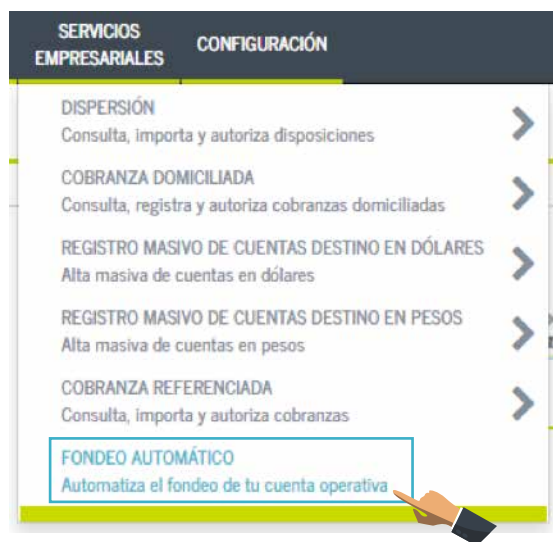 SERVICIOS
EMPRESARIALES
CONFIGURACIÓN
DISPERSIÓN
Consulta, importa y autoriza disposiciones
COBRANZA DOMICILIADA
Consulta, registra y autoriza cobranzas domiciliadas
REGISTRO MASIVO DE CUENTAS DESTINO EN DÓLARES
Alta masiva de cuentas en dólares
REGISTRO MASIVO DE CUENTAS DESTINO EN PESOS
Alta masiva de cuentas en pesos
COBRANZA REFERENCIADA
Consulta, importa y autoriza cobranzas
FONDEO AUTOMÁTICO
Automatiza el fondeo de tu cuenta operativa